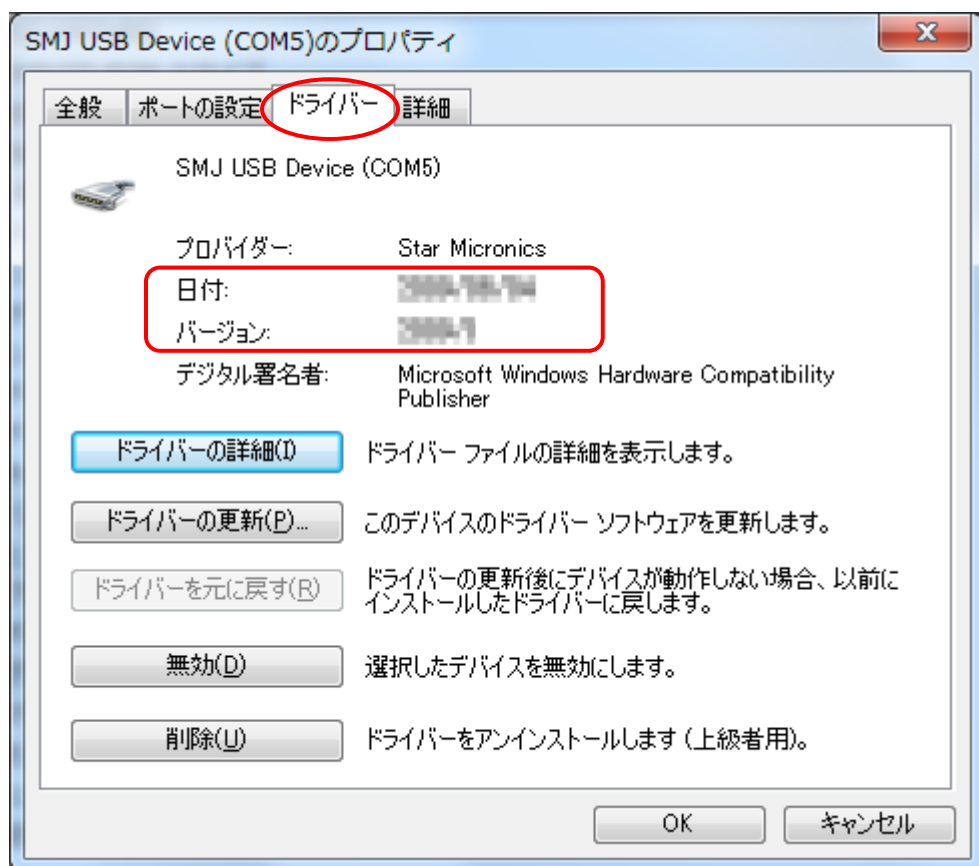 SMJ USB Device (COM5)のプロパティ
全般 ポートの設定 ドライバー 詳細
SMJ USB Device (COM5)
プロバイダー: Star Micronics
日付:
バージョン:
デジタル署名者: Microsoft Windows Hardware Compatibility
Publisher
ドライバーの詳細(I) ドライバー ファイルの詳細を表示します。
ドライバーの更新(P)... このデバイスのドライバー ソフトウェアを更新します。
ドライバーを元に戻す(R) ドライバーの更新後にデバイスが動作しない場合、以前に
インストールしたドライバーに戻します。
無効(D) 選択したデバイスを無効にします。
削除(U) ドライバーをアンインストールします (上級者用)。
OK キャンセル